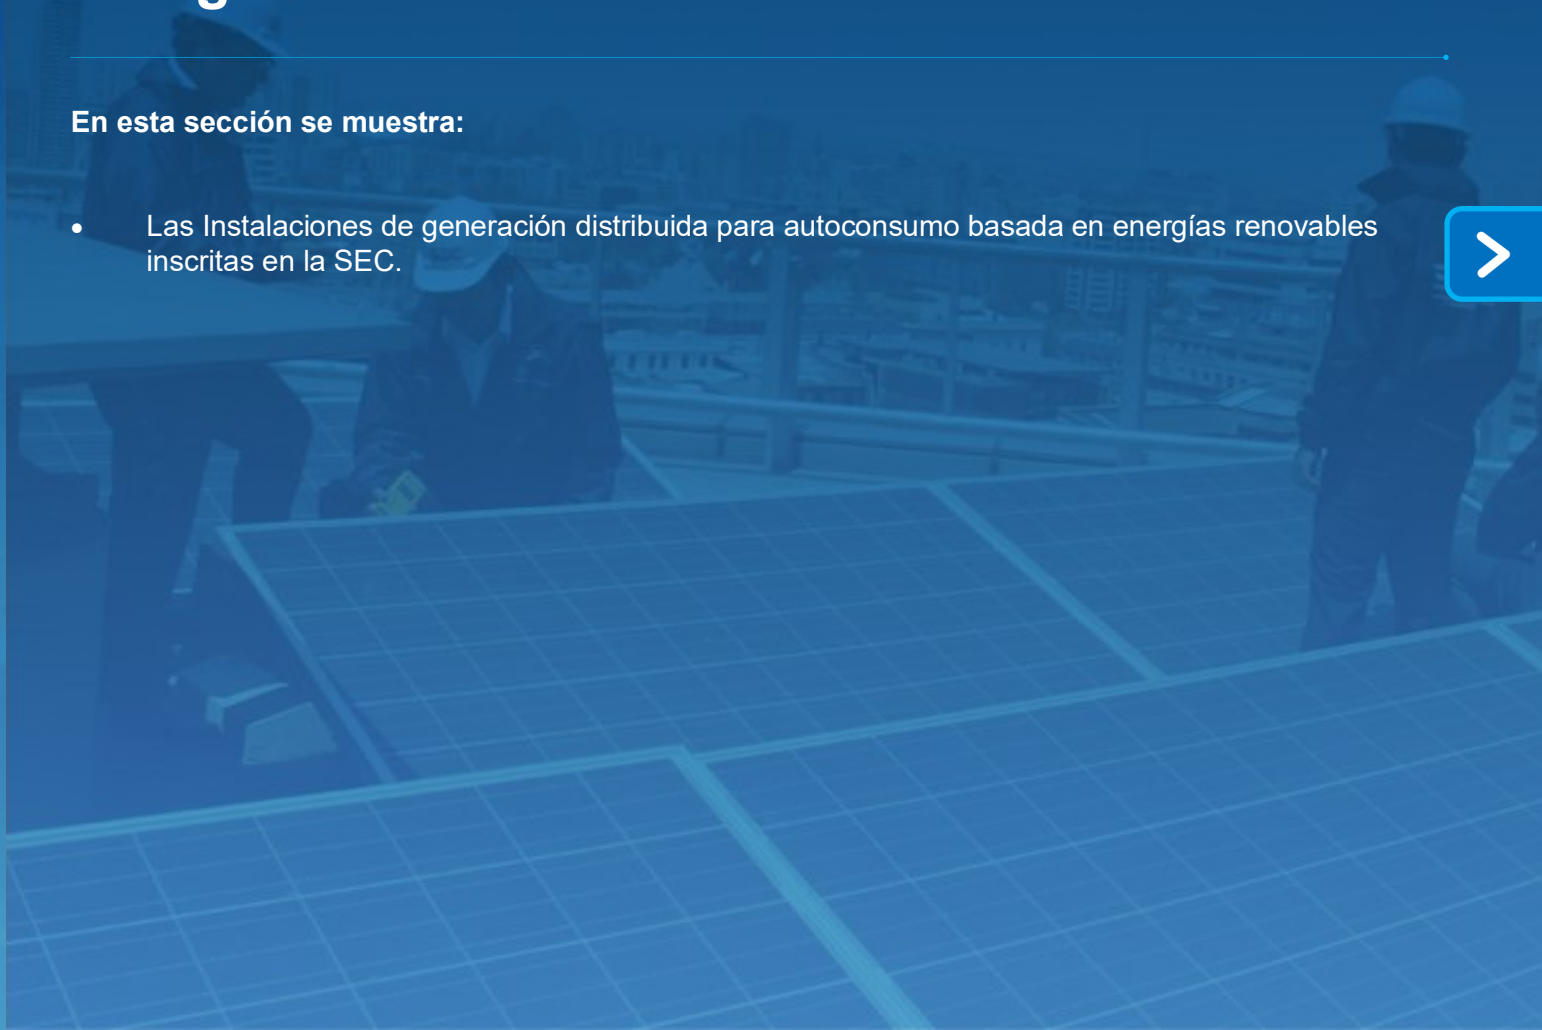 En esta sección se muestra:
• Las Instalaciones de generación distribuida para autoconsumo basada en energías renovables
inscritas en la SEC.